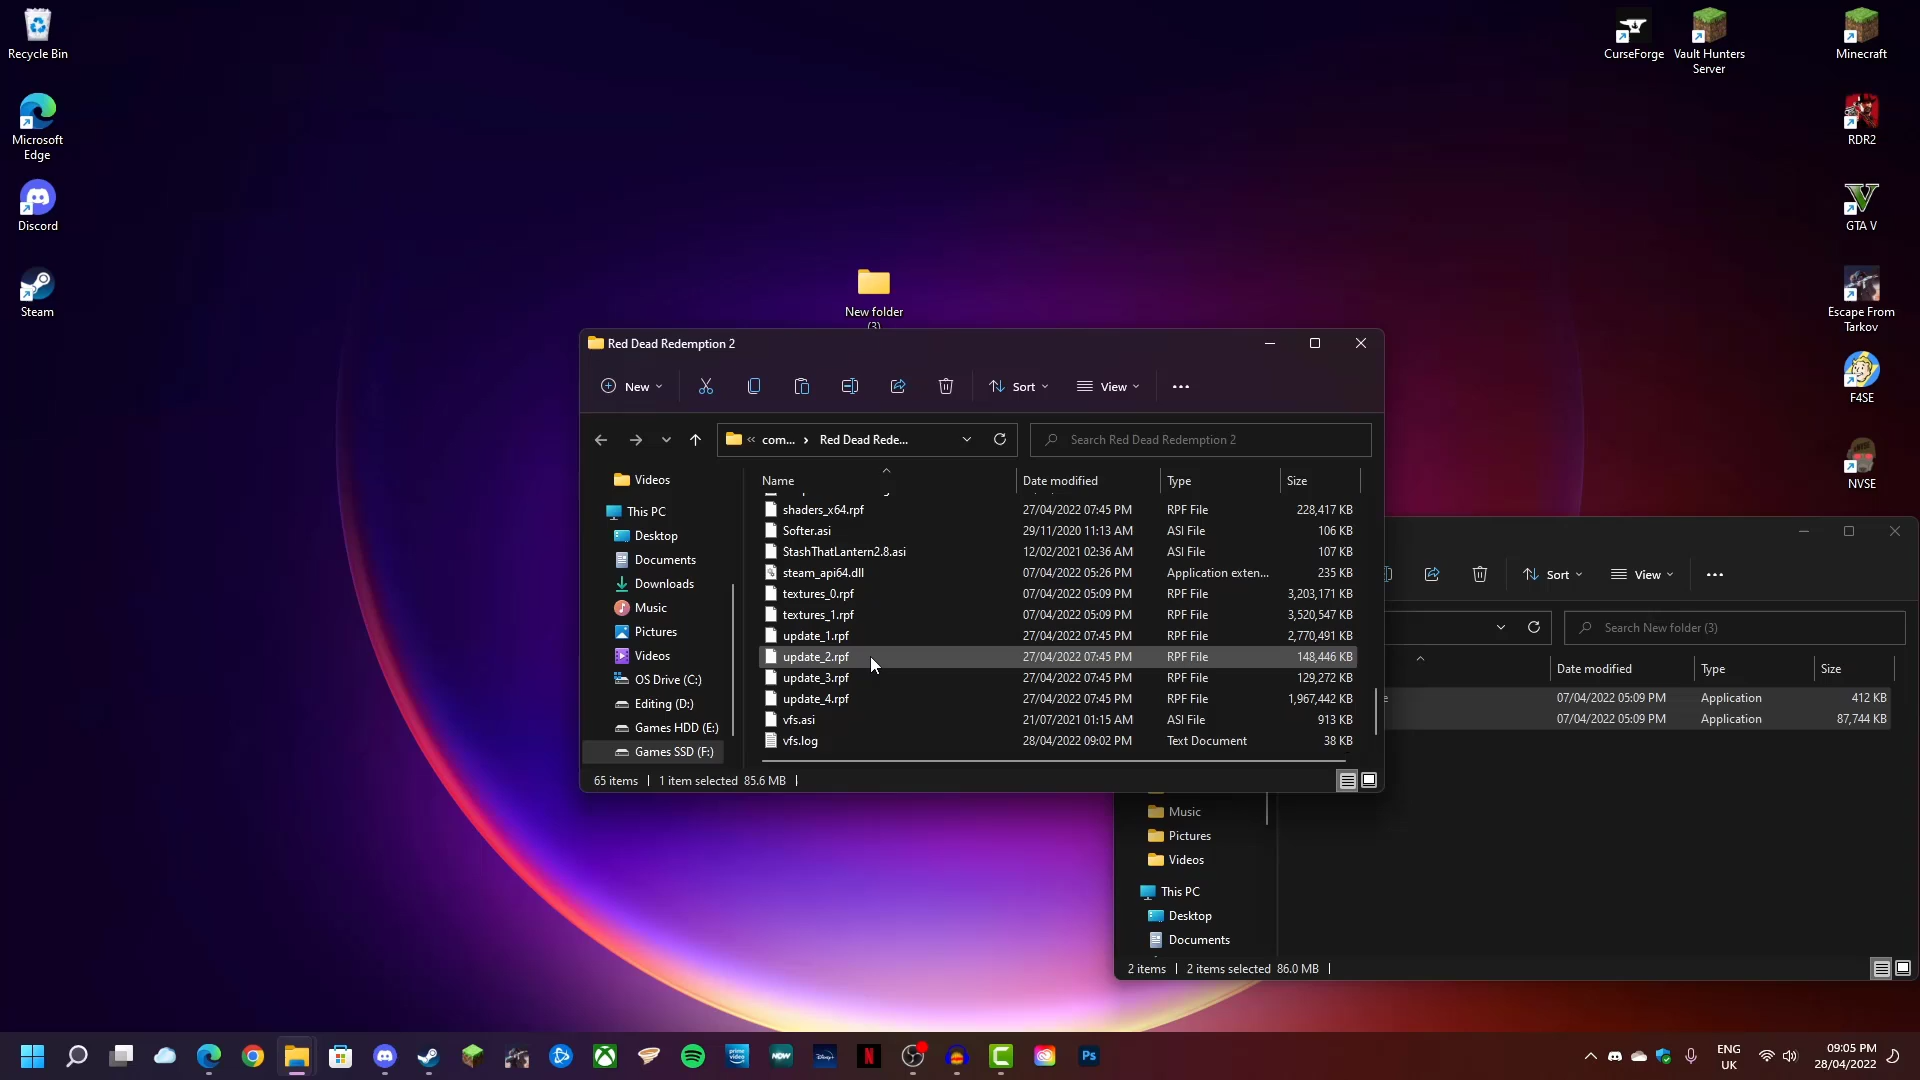 Recycle Bin
Microsoft
Edge
Discord
Steam
CurseForge
Vault Hunters
Server
Minecraft
RDR2
GTA V
Escape From
Tarkov
F4SE
NVSE
New folder
(3)
Red Dead Redemption 2
New
Sort
View
com...
Red Dead Rede...
Search Red Dead Redemption 2
Name
Date modified
Type
Size
Videos
This PC
Desktop
Documents
Downloads
Music
Pictures
Videos
OS Drive (C:)
Editing (D:)
Games HDD (E:)
Games SSD (F:)
shaders_x64.rpf 27/04/2022 07:45 PM RPF File 228,417 KB
Softer.asi 29/11/2020 11:13 AM ASI File 106 KB
StashThatLantern2.8.asi 12/02/2021 02:36 AM ASI File 107 KB
steam_api64.dll 07/04/2022 05:26 PM Application exten... 235 KB
textures_0.rpf 07/04/2022 05:09 PM RPF File 3,203,171 KB
textures_1.rpf 07/04/2022 05:09 PM RPF File 3,520,547 KB
update_1.rpf 27/04/2022 07:45 PM RPF File 2,770,491 KB
update_2.rpf 27/04/2022 07:45 PM RPF File 148,446 KB
update_3.rpf 27/04/2022 07:45 PM RPF File 129,272 KB
update_4.rpf 27/04/2022 07:45 PM RPF File 1,967,442 KB
vfs.asi 21/07/2021 01:15 AM ASI File 913 KB
vfs.log 28/04/2022 09:02 PM Text Document 38 KB
65 items 1 item selected 85.6 MB
Sort
View
Search New folder (3)
Date modified Type Size
07/04/2022 05:09 PM Application 412 KB
07/04/2022 05:09 PM Application 87,744 KB
Music
Pictures
Videos
This PC
Desktop
Documents
2 items 2 items selected 86.0 MB
prime video
NOW
Disney+
N
Ps
ENG
UK
09:05 PM
28/04/2022